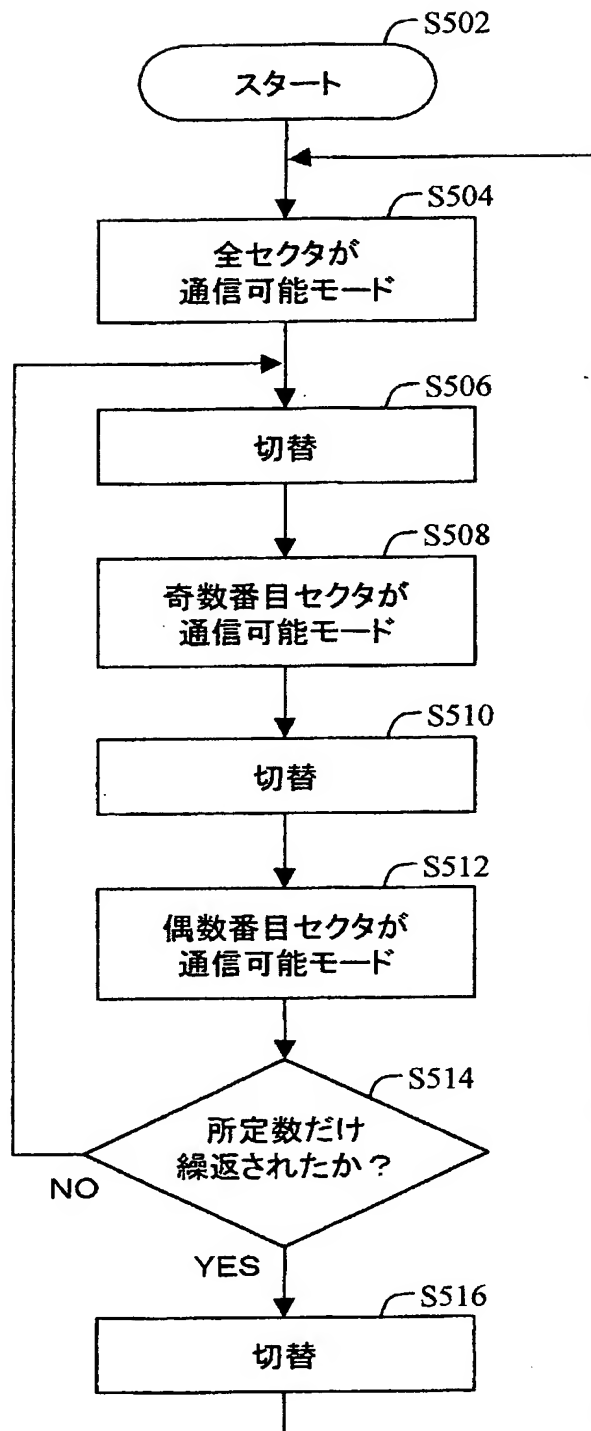 S502
スタート
S504
全セクタが
通信可能モード
S506
切替
S508
奇数番目セクタが
通信可能モード
S510
切替
S512
偶数番目セクタが
通信可能モード
S514
所定数だけ
繰返されたか?
NO
YES
S516
切替